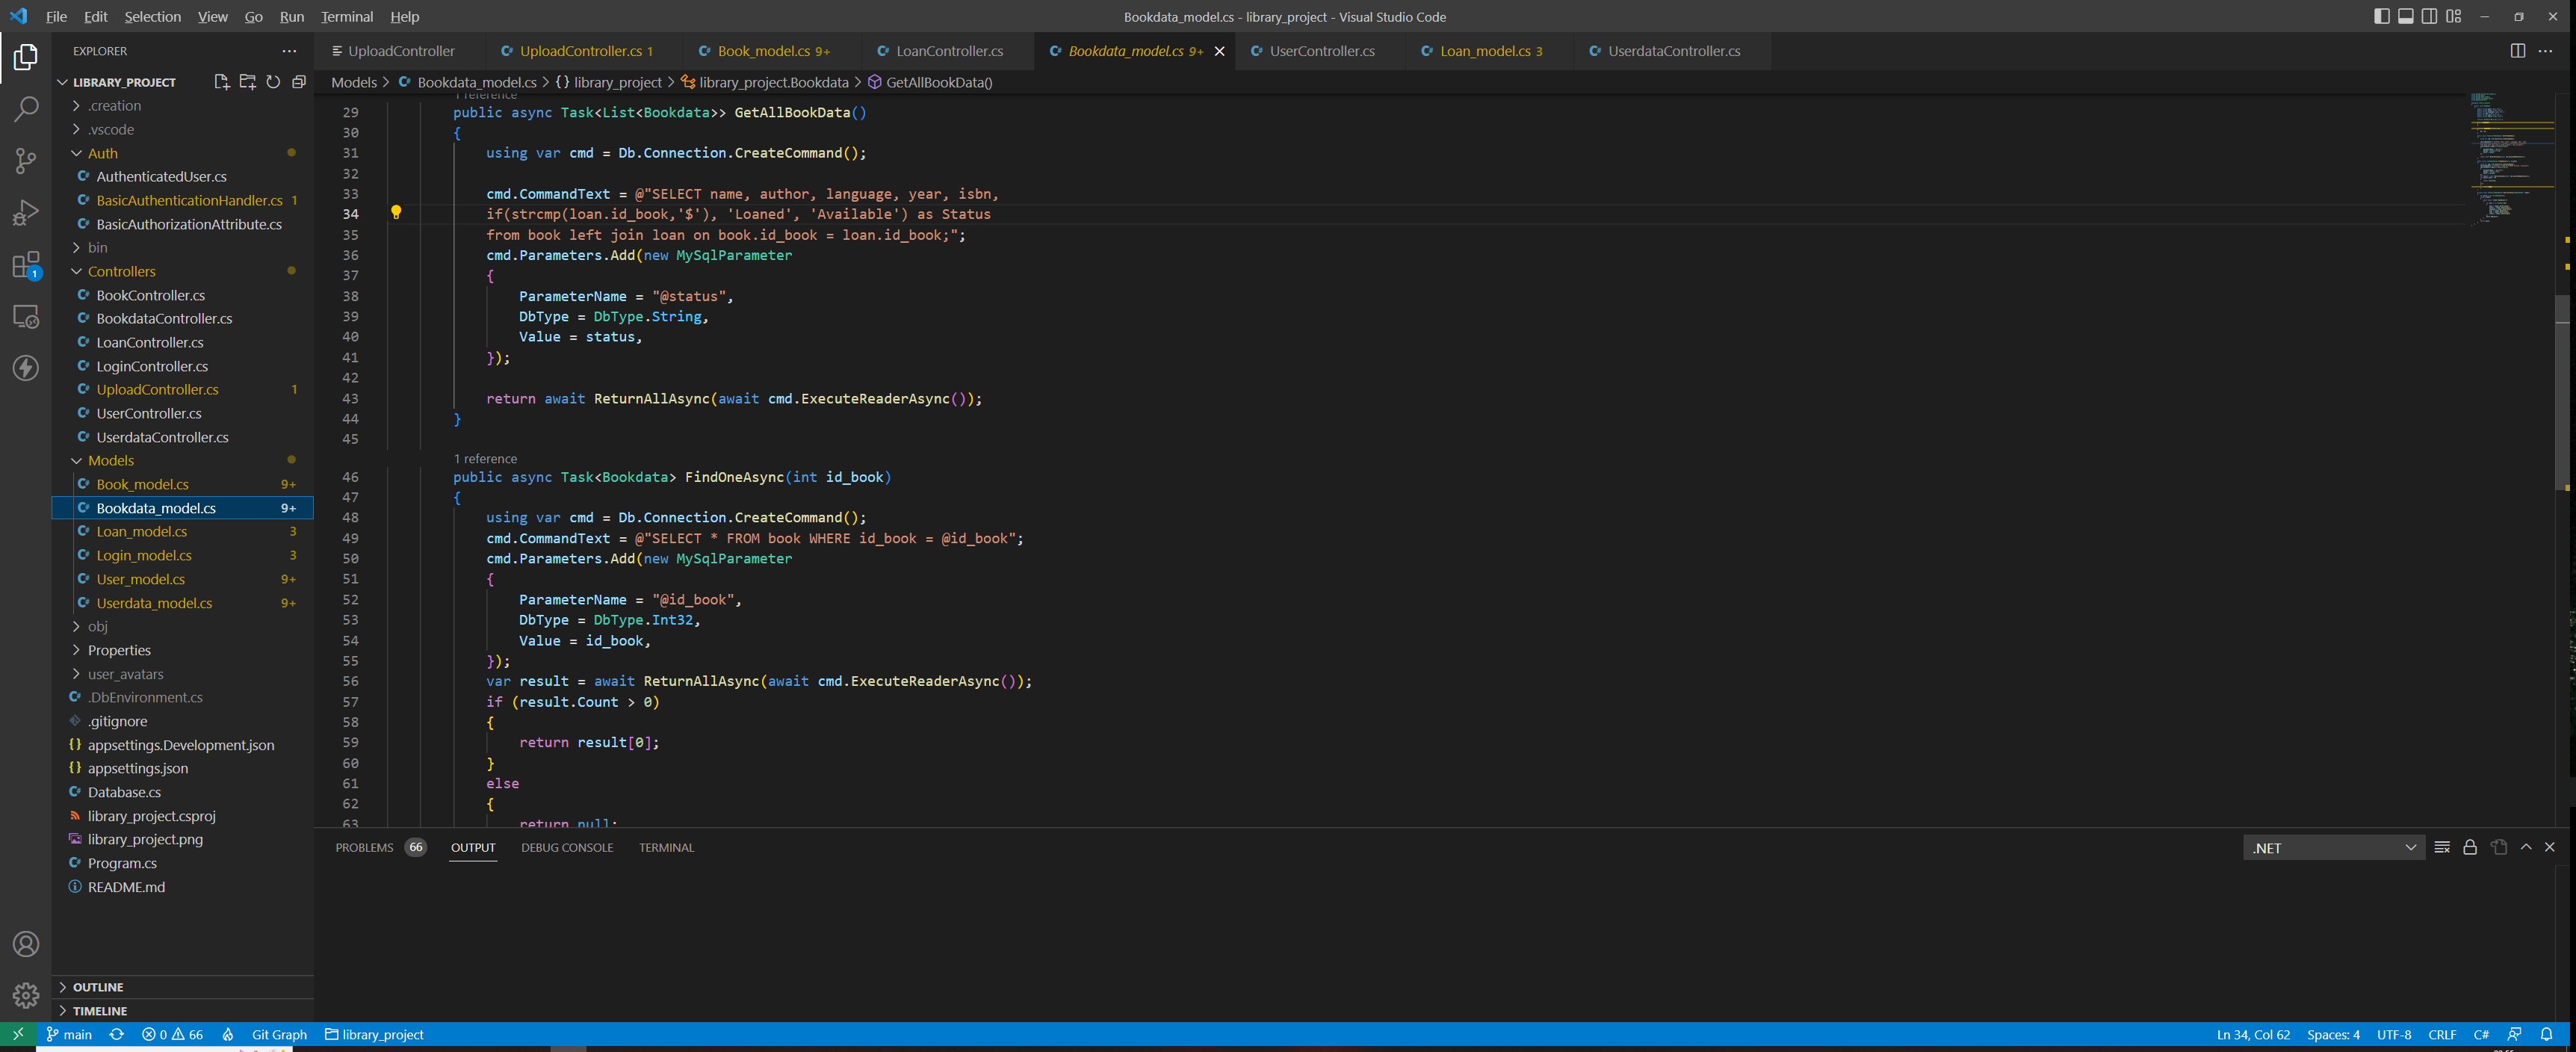 File Edit Selection View Go Run Terminal Help
Bookdata_model.cs - library_project - Visual Studio Code
EXPLORER
LIBRARY_PROJECT
.creation
.vscode
Auth
AuthenticatedUser.cs
BasicAuthenticationHandler.cs 1
BasicAuthorizationAttribute.cs
bin
Controllers
BookController.cs
BookdataController.cs
LoanController.cs
LoginController.cs
UploadController.cs 1
UserController.cs
UserdataController.cs
Models
Book_model.cs 9+
Bookdata_model.cs 9+
Loan_model.cs 3
Login_model.cs 3
User_model.cs 9+
Userdata_model.cs 9+
obj
Properties
user_avatars
.DbEnvironment.cs
.gitignore
appsettings.Development.json
appsettings.json
Database.cs
library_project.csproj
library_project.png
Program.cs
README.md
OUTLINE
TIMELINE
1
UploadController UploadController.cs 1 Book_model.cs 9+ LoanController.cs Bookdata_model.cs 9+ UserController.cs Loan_model.cs 3 UserdataController.cs
Models > Bookdata_model.cs > {} library_project > library_project.Bookdata > GetAllBookData()
1 reference
29 public async Task<List<Bookdata>> GetAllBookData()
30 {
31 using var cmd = Db.Connection.CreateCommand();
32
33 cmd.CommandText = @"SELECT name, author, language, year, isbn,
34 if(strcmp(loan.id_book,'$'), 'Loaned', 'Available') as Status
35 from book left join loan on book.id_book = loan.id_book;";
36 cmd.Parameters.Add(new MySqlParameter
37 {
38 ParameterName = "@status",
39 DbType = DbType.String,
40 Value = status,
41 });
42
43 return await ReturnAllAsync(await cmd.ExecuteReaderAsync());
44 }
45
1 reference
46 public async Task<Bookdata> FindOneAsync(int id_book)
47 {
48 using var cmd = Db.Connection.CreateCommand();
49 cmd.CommandText = @"SELECT * FROM book WHERE id_book = @id_book";
50 cmd.Parameters.Add(new MySqlParameter
51 {
52 ParameterName = "@id_book",
53 DbType = DbType.Int32,
54 Value = id_book,
55 });
56 var result = await ReturnAllAsync(await cmd.ExecuteReaderAsync());
57 if (result.Count > 0)
58 {
59 return result[0];
60 }
61 else
62 {
63 return null;
PROBLEMS 66 OUTPUT DEBUG CONSOLE TERMINAL
.NET
main 0 66 Git Graph library_project
Ln 34, Col 62 Spaces: 4 UTF-8 CRLF C#